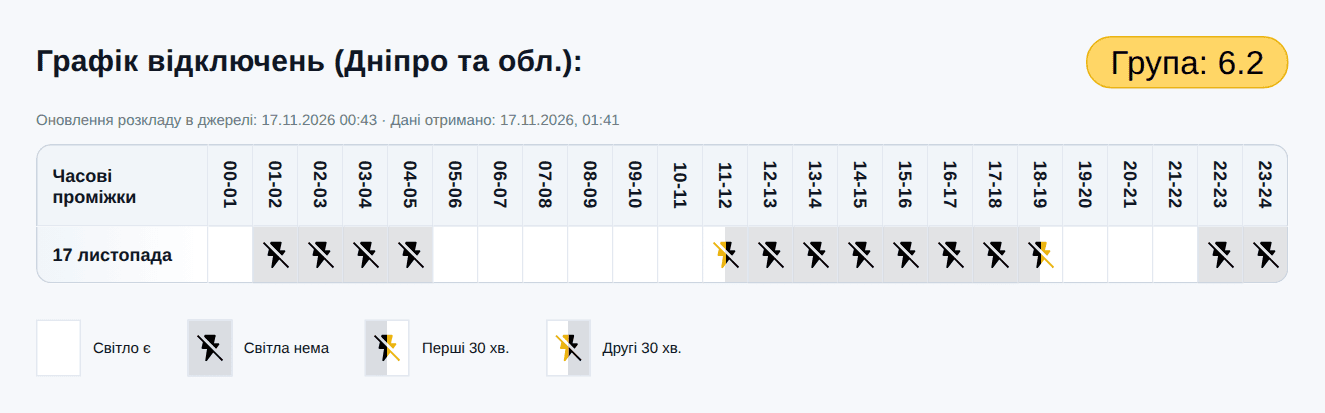 Графік відключень (Дніпро та обл.):
Група: 6.2
Оновлення розкладу в джерелі: 17.11.2026 00:43 · Дані отримано: 17.11.2026, 01:41
Часові
проміжки
00-01
01-02
02-03
03-04
04-05
05-06
06-07
07-08
08-09
09-10
10-11
11-12
12-13
13-14
14-15
15-16
16-17
17-18
18-19
19-20
20-21
21-22
22-23
23-24
17 листопада
Світло є
Світла нема
Перші 30 хв.
Другі 30 хв.